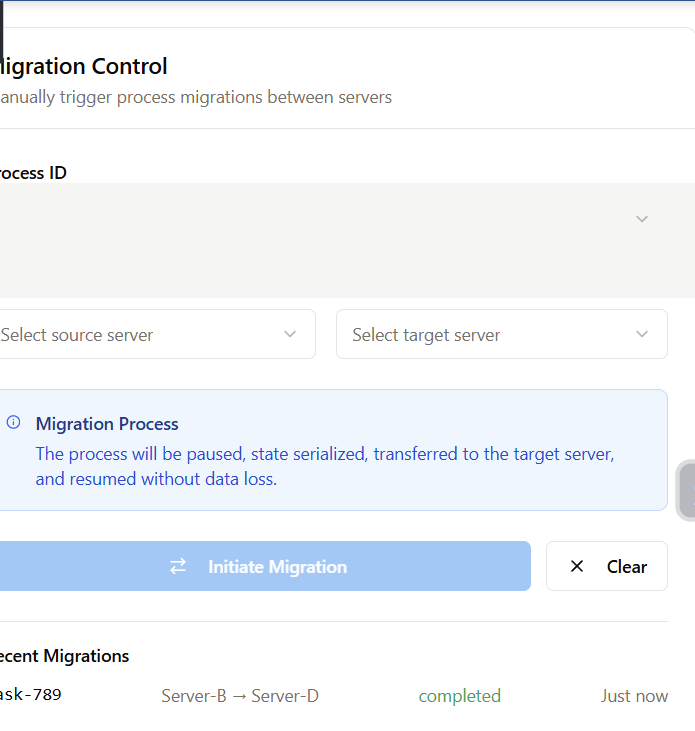 igration Control
anually trigger process migrations between servers
rocess ID
Select source server
Select target server
Migration Process
The process will be paused, state serialized, transferred to the target server,
and resumed without data loss.
Initiate Migration
Clear
ecent Migrations
ask-789 Server-B → Server-D completed Just now